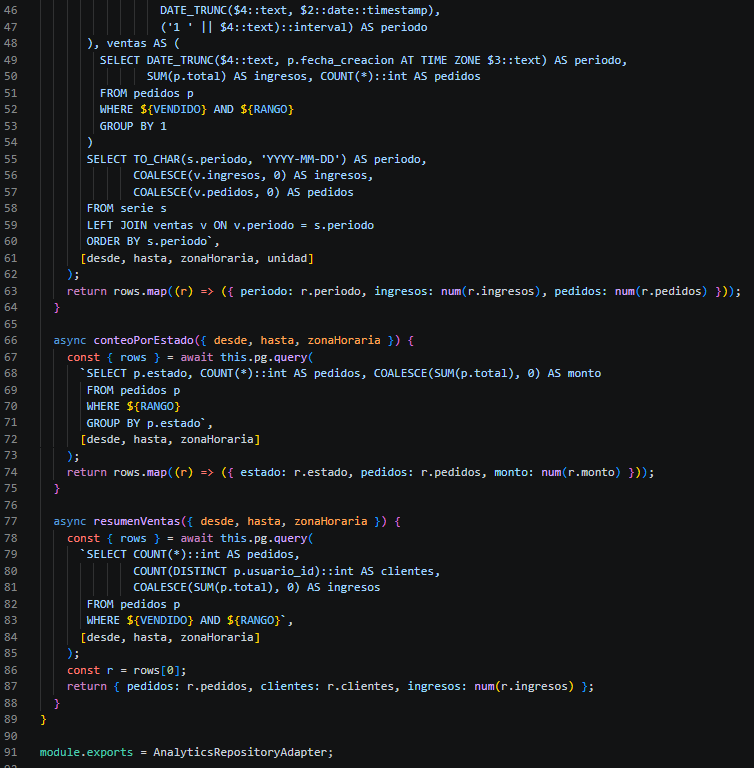 46 DATE_TRUNC($4::text, $2::date::timestamp),
47 ('1 ' || $4::text)::interval) AS periodo
48 ), ventas AS (
49 SELECT DATE_TRUNC($4::text, p.fecha_creacion AT TIME ZONE $3::text) AS periodo,
50 SUM(p.total) AS ingresos, COUNT(*)::int AS pedidos
51 FROM pedidos p
52 WHERE ${VENDIDO} AND ${RANGO}
53 GROUP BY 1
54 )
55 SELECT TO_CHAR(s.periodo, 'YYYY-MM-DD') AS periodo,
56 COALESCE(v.ingresos, 0) AS ingresos,
57 COALESCE(v.pedidos, 0) AS pedidos
58 FROM serie s
59 LEFT JOIN ventas v ON v.periodo = s.periodo
60 ORDER BY s.periodo`,
61 [desde, hasta, zonaHoraria, unidad]
62 );
63 return rows.map((r) => ({ periodo: r.periodo, ingresos: num(r.ingresos), pedidos: num(r.pedidos) }));
64 }
65
66 async conteoPorEstado({ desde, hasta, zonaHoraria }) {
67 const { rows } = await this.pg.query(
68 `SELECT p.estado, COUNT(*)::int AS pedidos, COALESCE(SUM(p.total), 0) AS monto
69 FROM pedidos p
70 WHERE ${RANGO}
71 GROUP BY p.estado`,
72 [desde, hasta, zonaHoraria]
73 );
74 return rows.map((r) => ({ estado: r.estado, pedidos: r.pedidos, monto: num(r.monto) }));
75 }
76
77 async resumenVentas({ desde, hasta, zonaHoraria }) {
78 const { rows } = await this.pg.query(
79 `SELECT COUNT(*)::int AS pedidos,
80 COUNT(DISTINCT p.usuario_id)::int AS clientes,
81 COALESCE(SUM(p.total), 0) AS ingresos
82 FROM pedidos p
83 WHERE ${VENDIDO} AND ${RANGO}`,
84 [desde, hasta, zonaHoraria]
85 );
86 const r = rows[0];
87 return { pedidos: r.pedidos, clientes: r.clientes, ingresos: num(r.ingresos) };
88 }
89 }
90
91 module.exports = AnalyticsRepositoryAdapter;